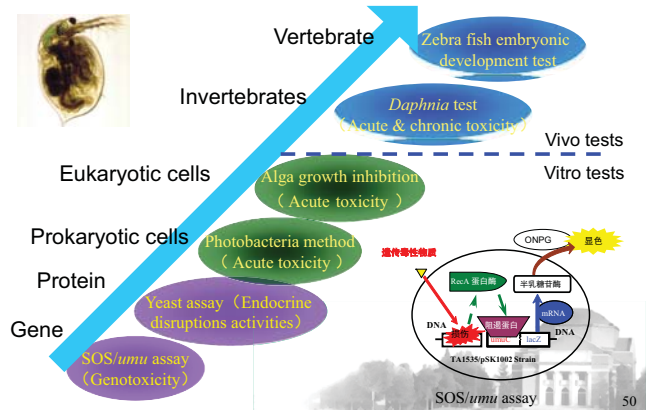 Vertebrate
Zebra fish embryonic
development test
Invertebrates
Daphnia test
（Acute & chronic toxicity）
Vivo tests
Vitro tests
Eukaryotic cells
Alga growth inhibition
（ Acute toxicity ）
Prokaryotic cells
Photobacteria method
（ Acute toxicity ）
Protein
Yeast assay（Endocrine
disruptions activities）
Gene
SOS/umu assay
（Genotoxicity）
遗传毒性物质
ONPG
显色
RecA 蛋白酶
半乳糖苷酶
mRNA
阻遏蛋白
DNA
损伤
umuC
lacZ
DNA
TA1535/pSK1002 Strain
SOS/umu assay
50